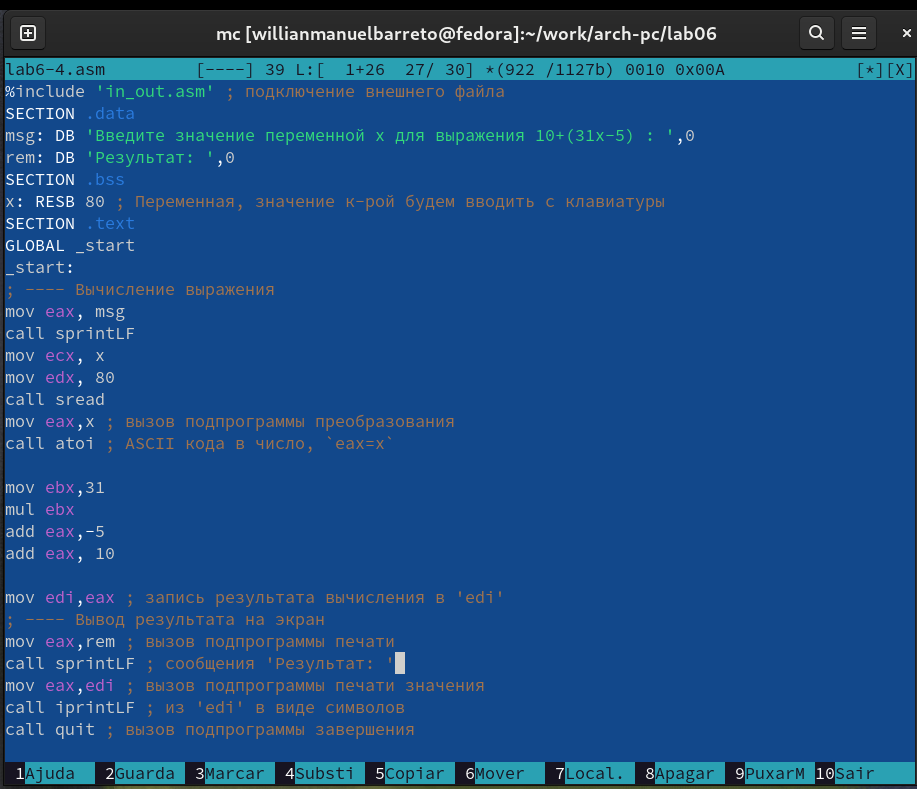 mc [willianmanuelbarreto@fedora]:~/work/arch-pc/lab06
lab6-4.asm [----] 39 L:[ 1+26 27/ 30] *(922 /1127b) 0010 0x00A [*][X]
%include 'in_out.asm' ; подключение внешнего файла
SECTION .data
msg: DB 'Введите значение переменной x для выражения 10+(31x-5) : ',0
rem: DB 'Результат: ',0
SECTION .bss
x: RESB 80 ; Переменная, значение к-рой будем вводить с клавиатуры
SECTION .text
GLOBAL _start
_start:
; ---- Вычисление выражения
mov eax, msg
call sprintLF
mov ecx, x
mov edx, 80
call sread
mov eax,x ; вызов подпрограммы преобразования
call atoi ; ASCII кода в число, `eax=x`
mov ebx,31
mul ebx
add eax,-5
add eax, 10
mov edi,eax ; запись результата вычисления в 'edi'
; ---- Вывод результата на экран
mov eax,rem ; вызов подпрограммы печати
call sprintLF ; сообщения 'Результат: '
mov eax,edi ; вызов подпрограммы печати значения
call iprintLF ; из 'edi' в виде символов
call quit ; вызов подпрограммы завершения
1Ajuda 2Guarda 3Marcar 4Substi 5Copiar 6Mover 7Local. 8Apagar 9PuxarM 10Sair